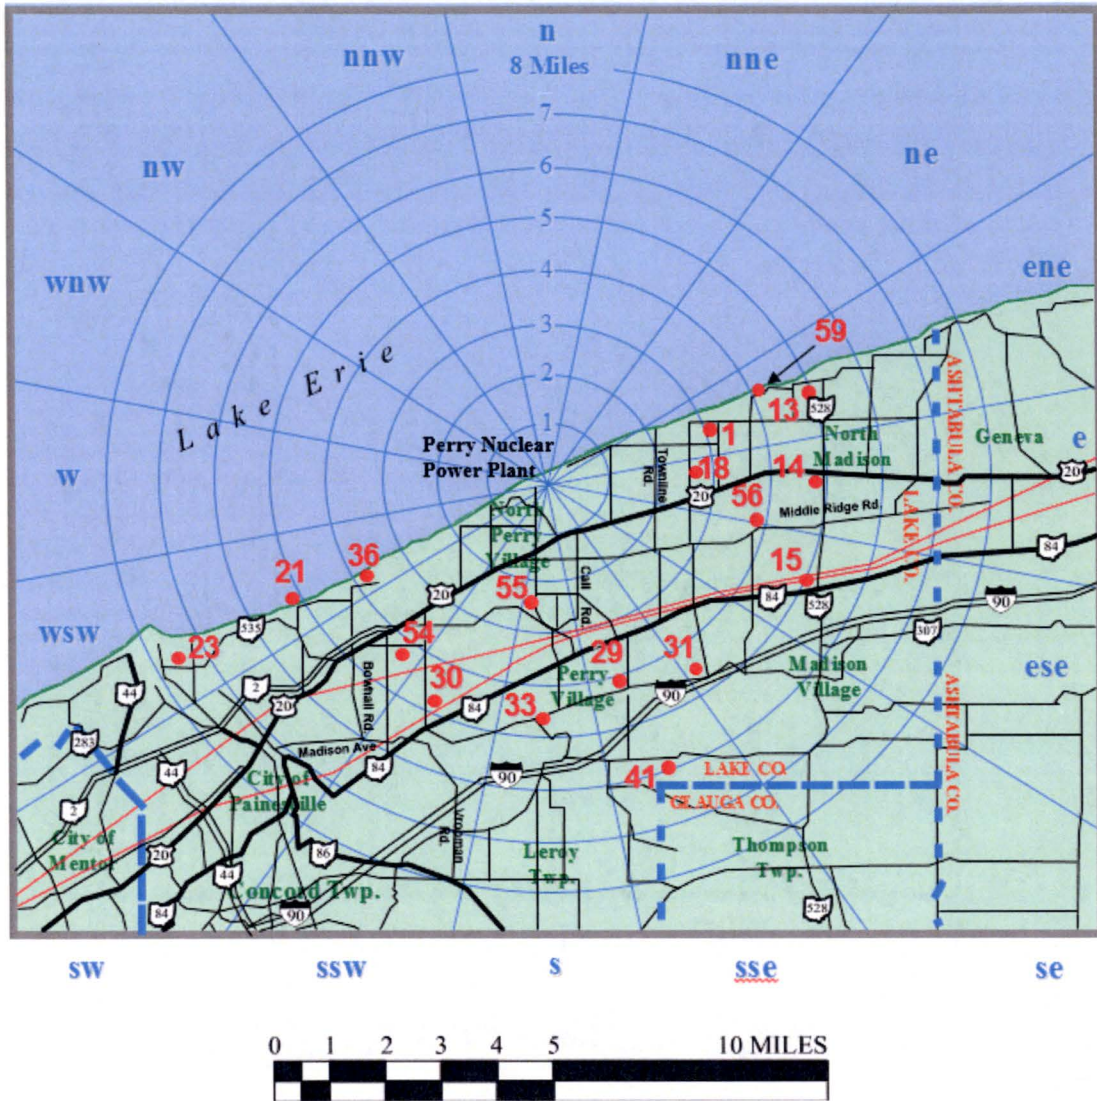 n
nnw
8 Miles
nne
7
nw
6
ne
5
wnw
4
ene
3
59
Lake Erie
2
13
528
1
Perry Nuclear
Power Plant
1
North
Madison
Geneva
e
ASHTABULA CO.
w
18
14
20
Townline
Rd.
20
56
Middle Ridge Rd.
LAKE CO.
North
Perry
Village
84
36
21
20
55
Call Rd.
15
84
528
90
wsw
535
307
23
54
29
31
Madison
Village
ese
44
2
Bowhall Rd.
30
Perry
Village
90
20
84
33
ASHTABULA CO.
283
Madison Ave
84
90
41
LAKE CO.
44
City of
Painesville
GEAUGA CO.
2
Vrooman
Rd.
City of
Mentor
20
86
Leroy
Twp.
Thompson
Twp.
44
Concord Twp.
84
90
528
sw
ssw
s
sse
se
0 1 2 3 4 5 10 MILES